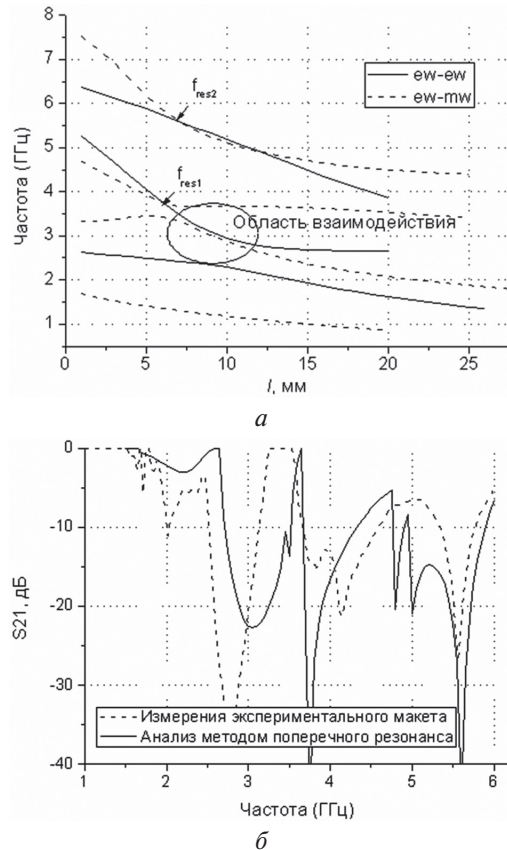 8
7
6
5
4
3
2
1
Частота (ГГц)
f res2
f res1
ew-ew
ew-mw
Область взаимодействия
0 5 10 15 20 25
l, мм
а
0
-10
-20
-30
-40
S21, дБ
Измерения экспериментального макета
Анализ методом поперечного резонанса
1 2 3 4 5 6
Частота (ГГц)
б